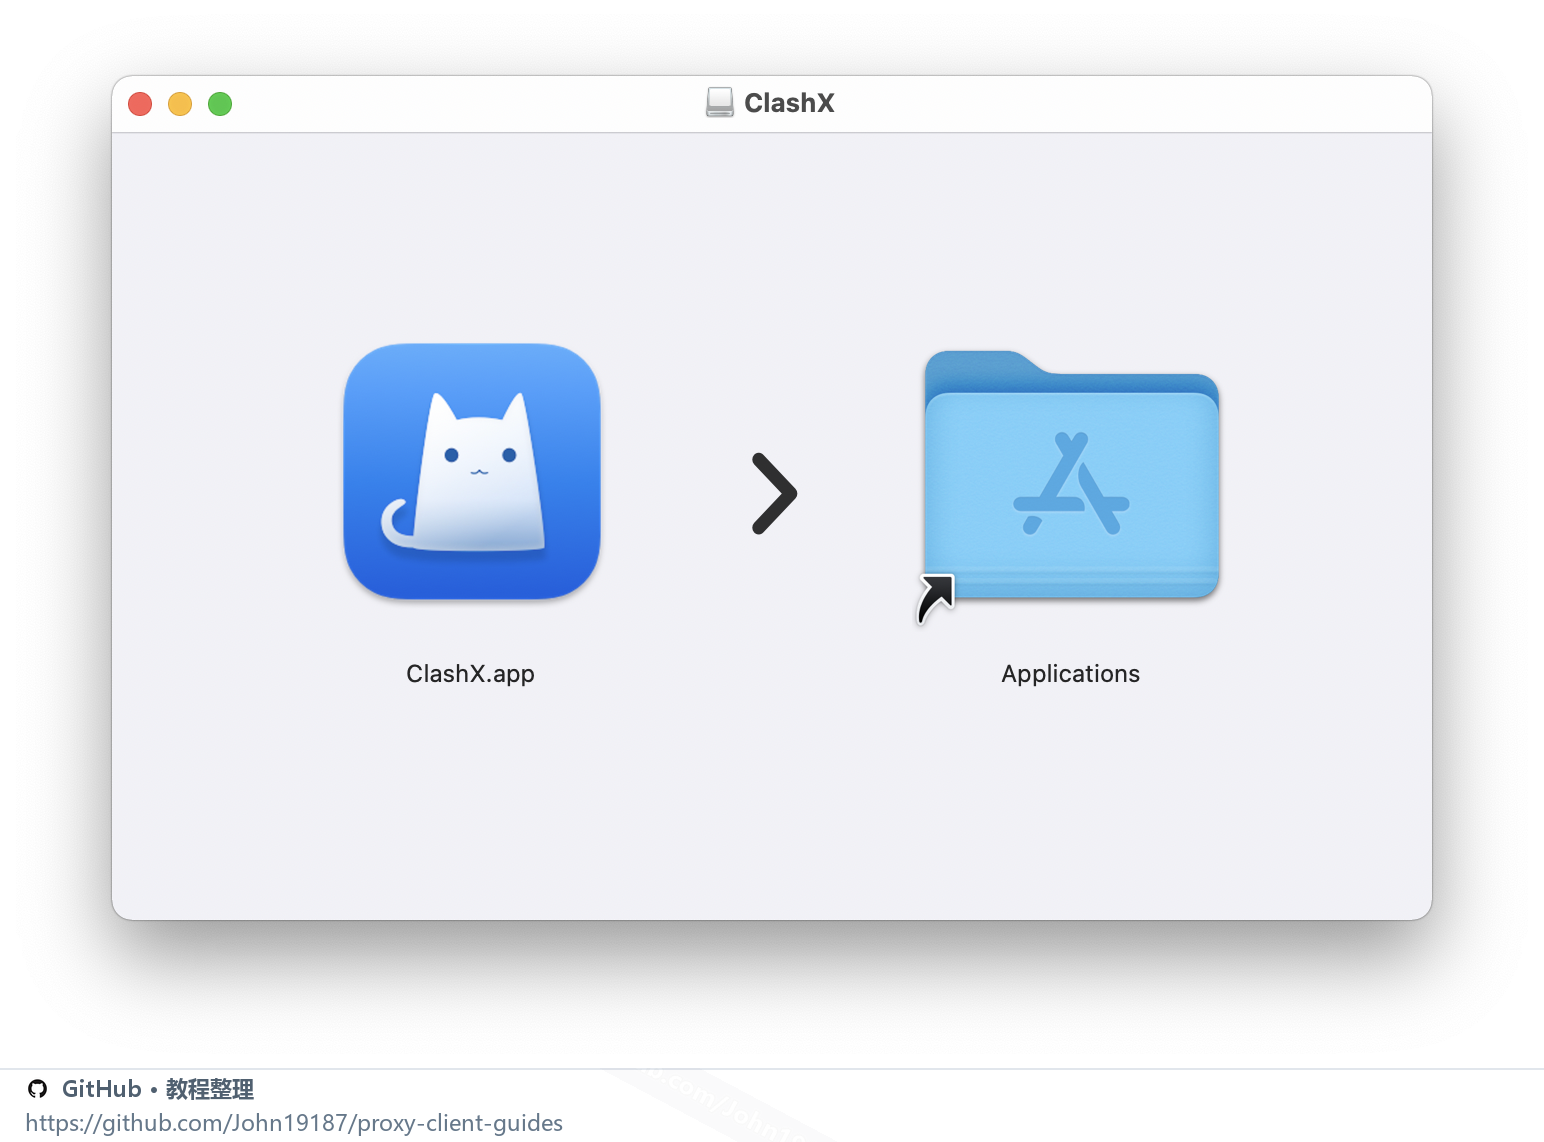 ClashX
ClashX.app
Applications
GitHub • 教程整理
https://github.com/John19187/proxy-client-guides